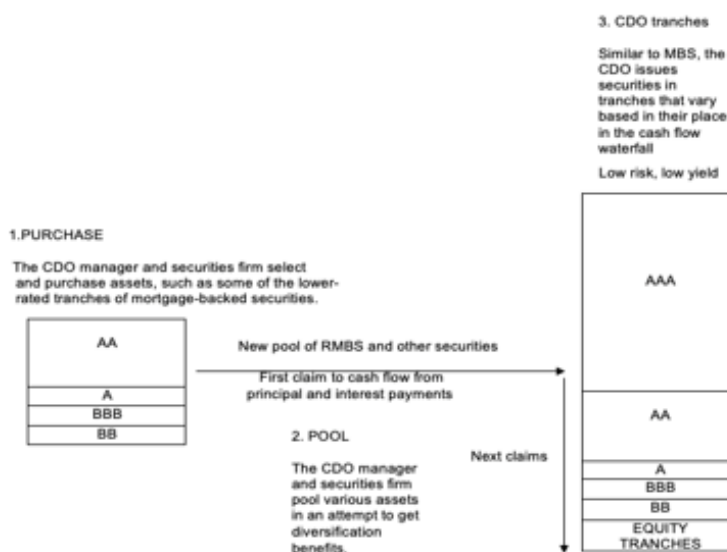 1.PURCHASE
The CDO manager and securities firm select
and purchase assets, such as some of the lower-
rated tranches of mortgage-backed securities.
AA
A
BBB
BB
New pool of RMBS and other securities
First claim to cash flow from
principal and interest payments
2. POOL
The CDO manager
and securities firm
pool various assets
in an attempt to get
diversification
benefits.
Next claims
3. CDO tranches
Similar to MBS, the
CDO issues
securities in
tranches that vary
based in their place
in the cash flow
waterfall
Low risk, low yield
AAA
AA
A
BBB
BB
EQUITY
TRANCHES